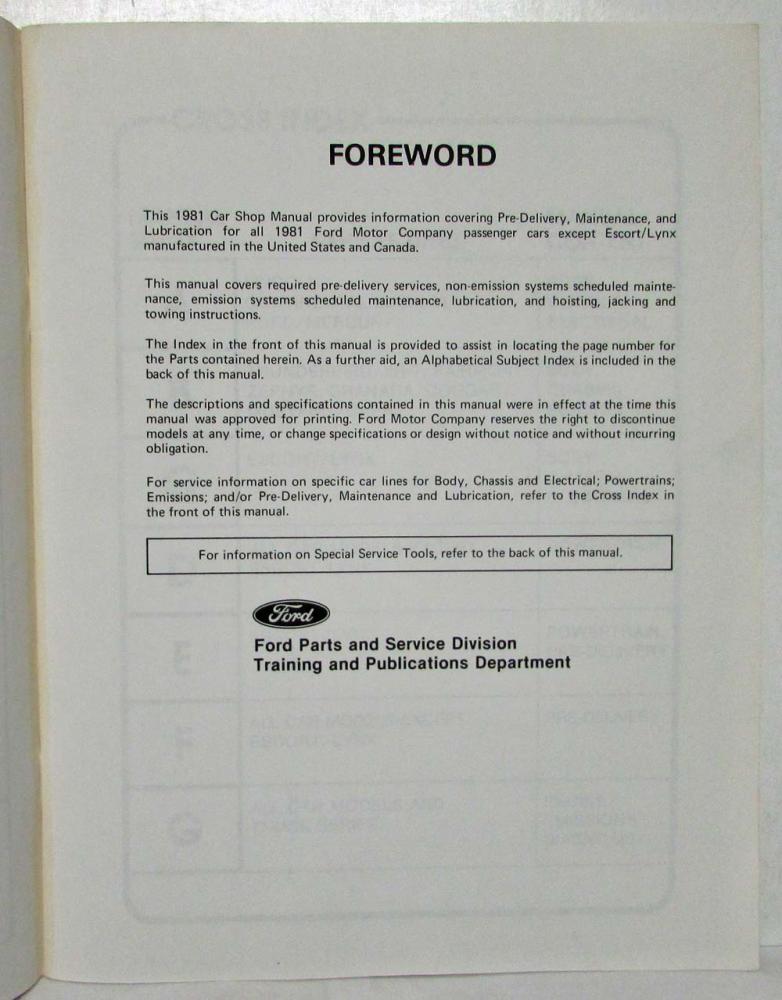 CROSS INDEX
FOREWORD
This 1981 Car Shop Manual provides information covering Pre-Delivery, Maintenance, and
Lubrication for all 1981 Ford Motor Company passenger cars except Escort/Lynx
manufactured in the United States and Canada.
This manual covers required pre-delivery services, non-emission systems scheduled mainte-
nance, emission systems scheduled maintenance, lubrication, and hoisting, jacking and
towing instructions.
The Index in the front of this manual is provided to assist in locating the page number for
the Parts contained herein. As a further aid, an Alphabetical Subject Index is included in the
back of this manual.
The descriptions and specifications contained in this manual were in effect at the time this
manual was approved for printing. Ford Motor Company reserves the right to discontinue
models at any time, or change specifications or design without notice and without incurring
obligation.
For service information on specific car lines for Body, Chassis and Electrical; Powertrains;
Emissions; and/or Pre-Delivery, Maintenance and Lubrication, refer to the Cross Index in
the front of this manual.
For information on Special Service Tools, refer to the back of this manual.
Ford
Ford Parts and Service Division
Training and Publications Department
E
F
G